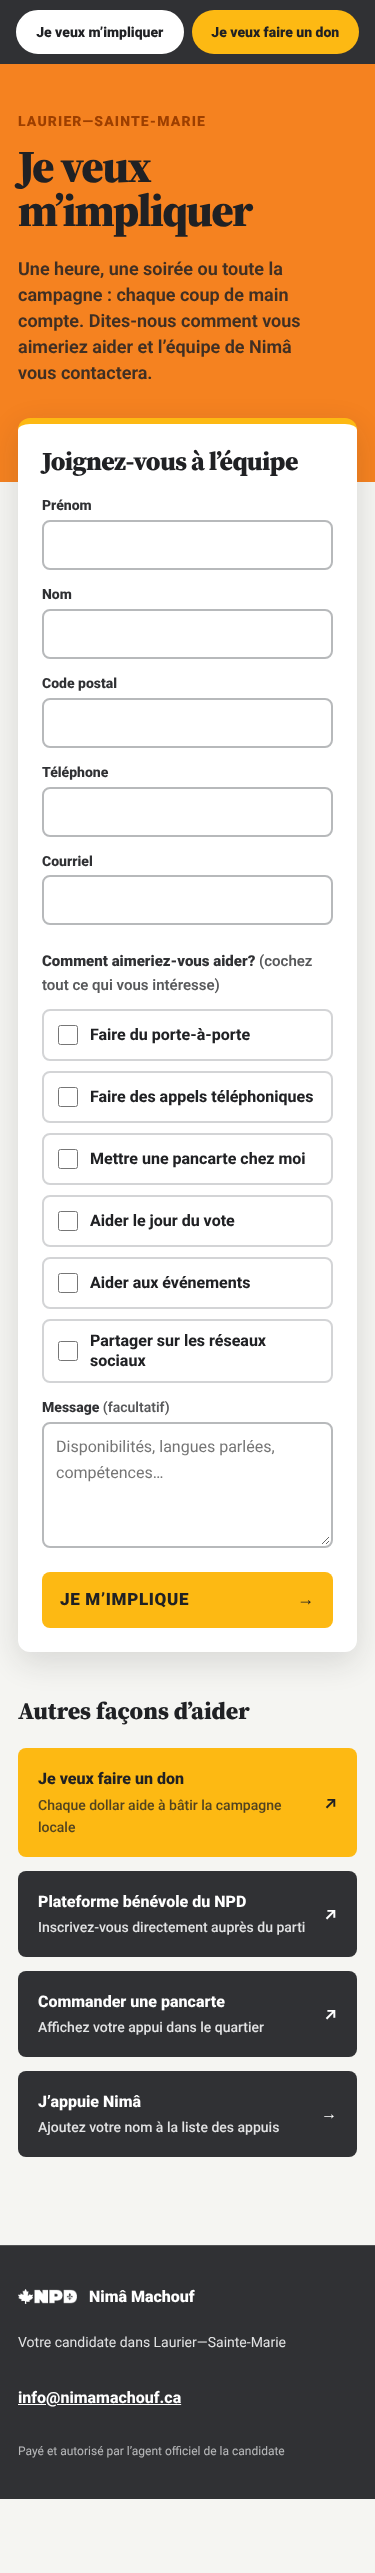 Je veux m’impliquer
Je veux faire un don
LAURIER—SAINTE-MARIE
Je veux
m’impliquer
Une heure, une soirée ou toute la
campagne : chaque coup de main
compte. Dites-nous comment vous
aimeriez aider et l’équipe de Nimâ
vous contactera.
Joignez-vous à l’équipe
Prénom
Nom
Code postal
Téléphone
Courriel
Comment aimeriez-vous aider? (cochez
tout ce qui vous intéresse)
Faire du porte-à-porte
Faire des appels téléphoniques
Mettre une pancarte chez moi
Aider le jour du vote
Aider aux événements
Partager sur les réseaux
sociaux
Message (facultatif)
Disponibilités, langues parlées,
compétences…
JE M’IMPLIQUE →
Autres façons d’aider
Je veux faire un don
Chaque dollar aide à bâtir la campagne
locale
↗
Plateforme bénévole du NPD
Inscrivez-vous directement auprès du parti
↗
Commander une pancarte
Affichez votre appui dans le quartier
↗
J’appuie Nimâ
Ajoutez votre nom à la liste des appuis
→
NPD Nimâ Machouf
Votre candidate dans Laurier—Sainte-Marie
info@nimamachouf.ca
Payé et autorisé par l’agent officiel de la candidate